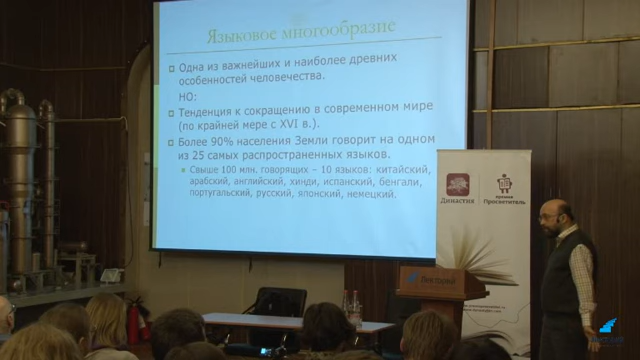 Языковое многообразие
Одна из важнейших и наиболее древних
особенностей человечества.
НО:
Тенденция к сокращению в современном мире
(по крайней мере с XVI в.).
Более 90% населения Земли говорит на одном
из 25 самых распространенных языков.
Свыше 100 млн. говорящих – 10 языков: китайский,
арабский, английский, хинди, испанский, бенгали,
португальский, русский, японский, немецкий.
ДИНАСТИЯ
премия
Просветитель
Лекторий